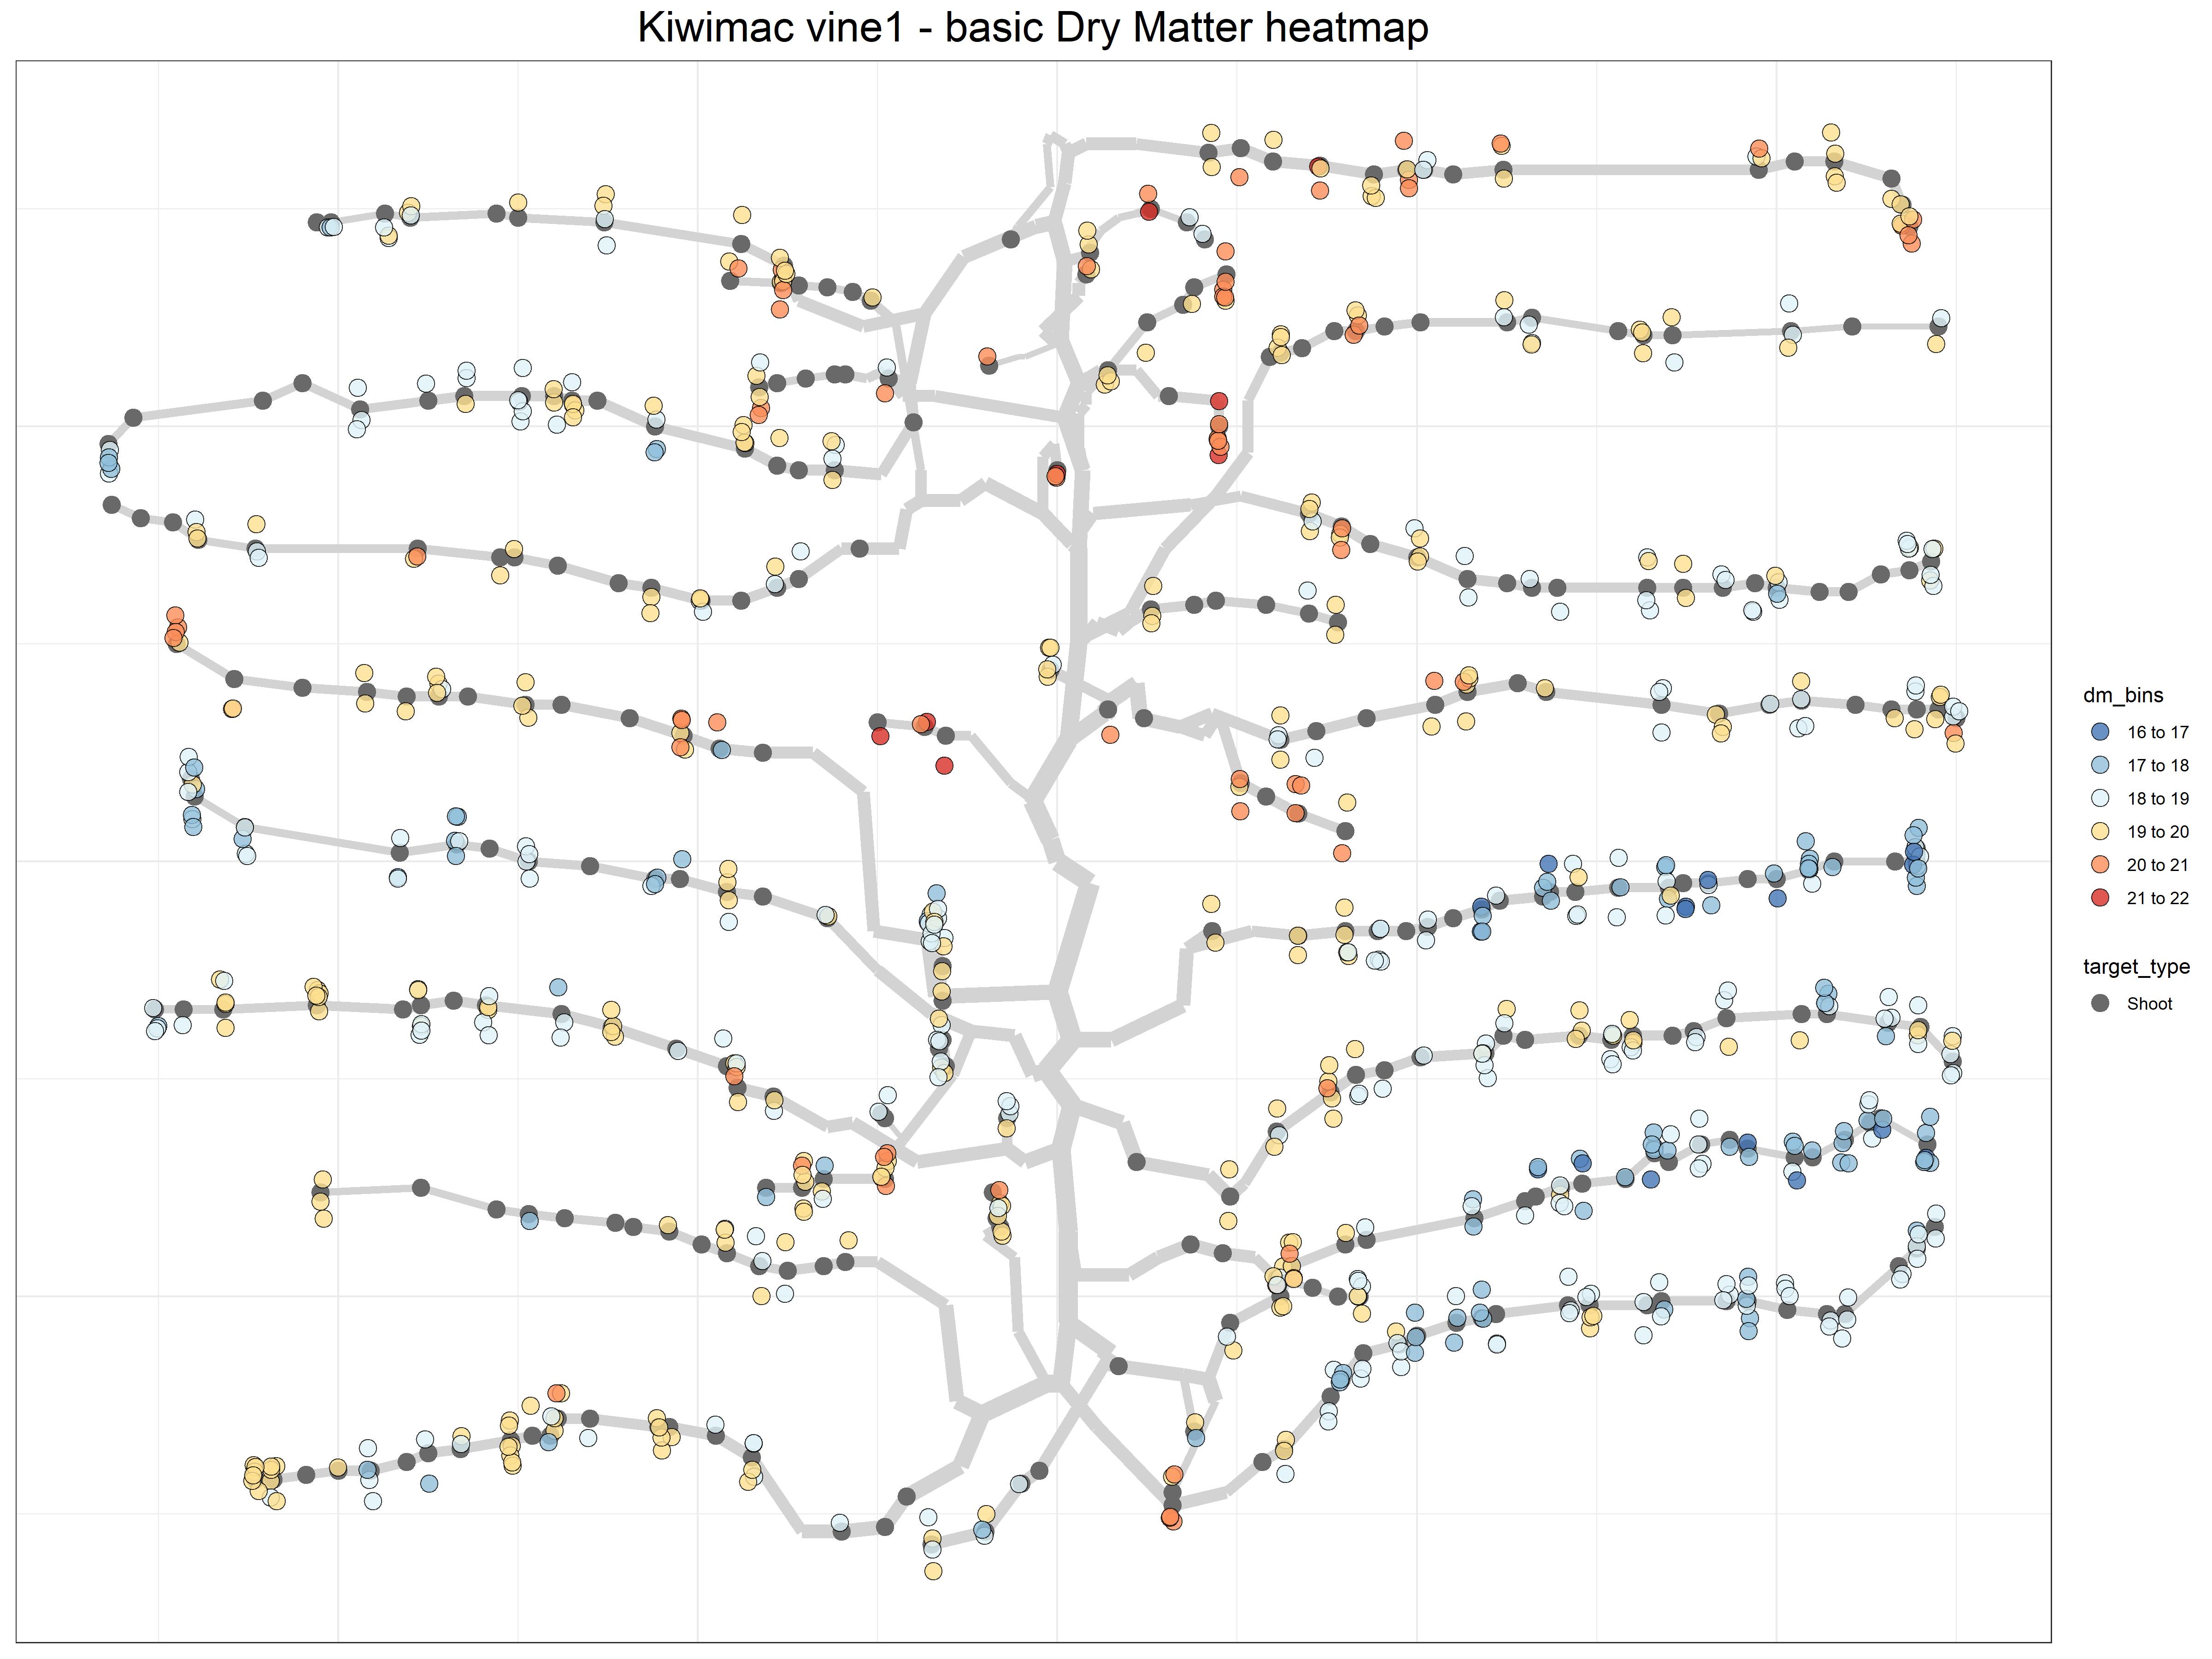 Kiwimac vine1 - basic Dry Matter heatmap
dm_bins
16 to 17
17 to 18
18 to 19
19 to 20
20 to 21
21 to 22
target_type
Shoot